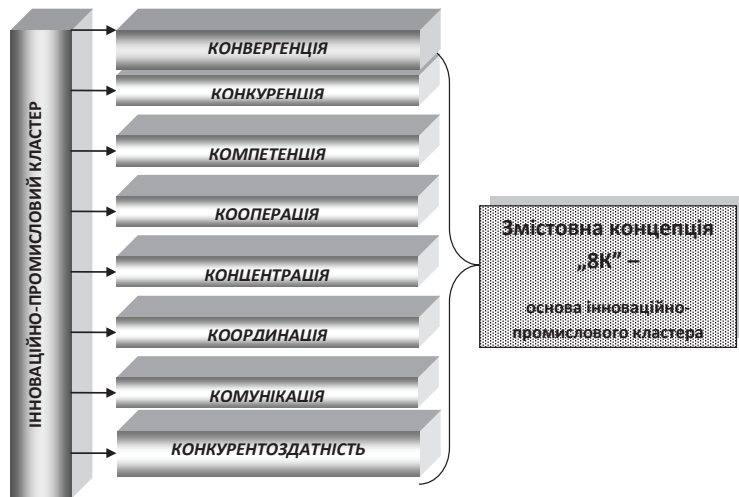 ІННОВАЦІЙНО-ПРОМИСЛОВИЙ КЛАСТЕР
КОНВЕРГЕНЦІЯ
КОНКУРЕНЦІЯ
КОМПЕТЕНЦІЯ
КООПЕРАЦІЯ
КОНЦЕНТРАЦІЯ
КООРДИНАЦІЯ
КОМУНІКАЦІЯ
КОНКУРЕНТОЗДАТНІСТЬ
Змістовна концепція
„8К” –
основа інноваційно-
промислового кластера